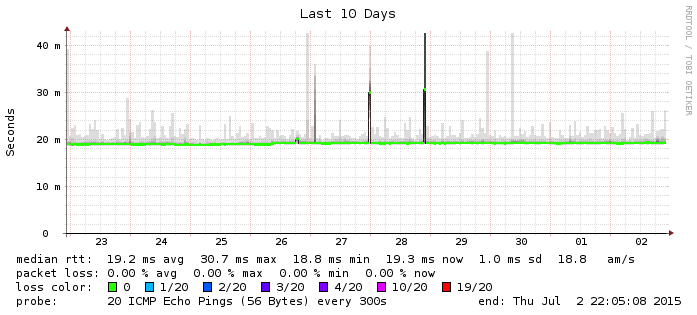 Last 10 Days
RRDTOOL / TOBI OETIKER
Seconds
40 m
30 m
20 m
10 m
0
23 24 25 26 27 28 29 30 01 02
median rtt: 19.2 ms avg 30.7 ms max 18.8 ms min 19.3 ms now 1.0 ms sd 18.8 am/s
packet loss: 0.00 % avg 0.00 % max 0.00 % min 0.00 % now
loss color: 0 1/20 2/20 3/20 4/20 10/20 19/20
probe: 20 ICMP Echo Pings (56 Bytes) every 300s end: Thu Jul 2 22:05:08 2015